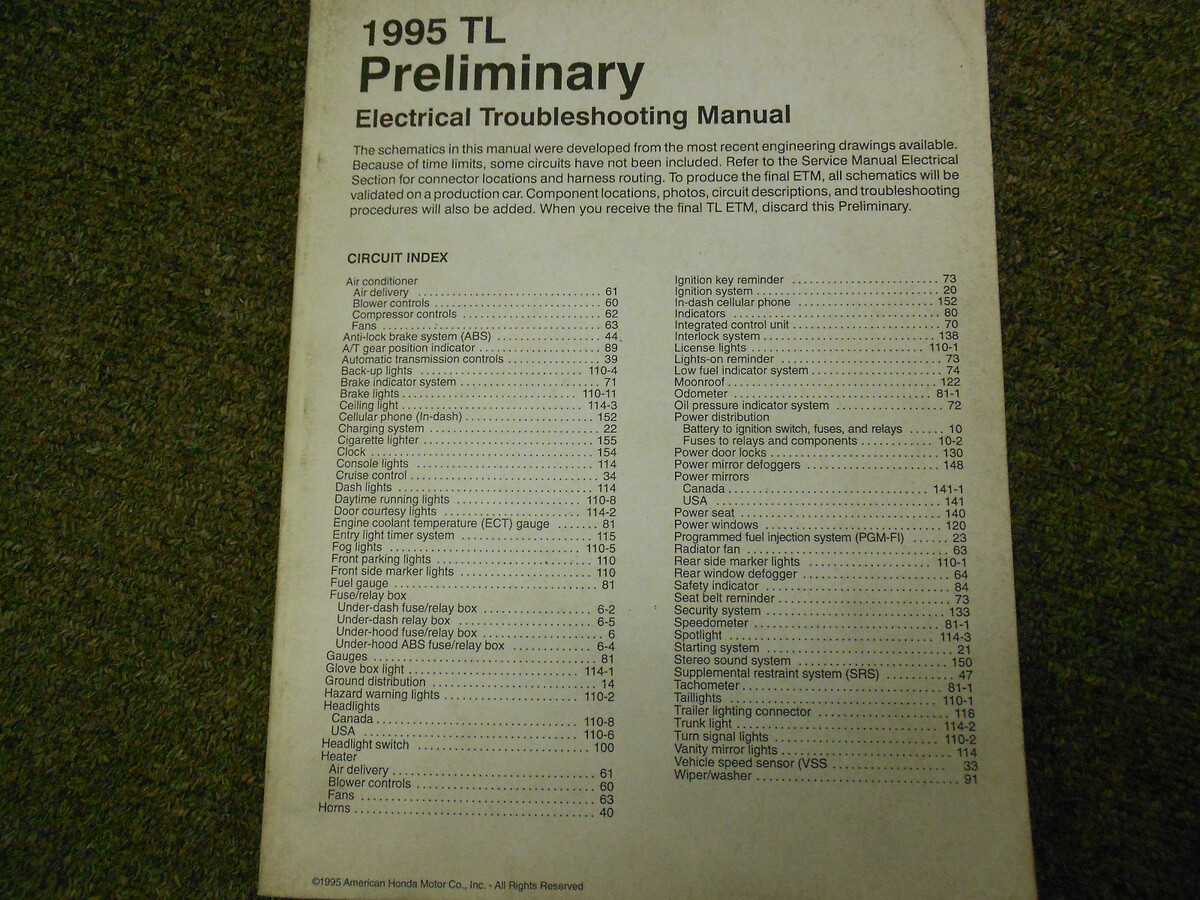 1995 TL
Preliminary
Electrical Troubleshooting Manual
The schematics in this manual were developed from the most recent engineering drawings available.
Because of time limits, some circuits have not been included. Refer to the Service Manual Electrical
Section for connector locations and harness routing. To produce the final ETM, all schematics will be
validated on a production car. Component locations, photos, circuit descriptions, and troubleshooting
procedures will also be added. When you receive the final TL ETM, discard this Preliminary.
CIRCUIT INDEX
Air conditioner
Air delivery ........ 61
Blower controls ........ 60
Compressor controls ........ 62
Fans ........ 63
Anti-lock brake system (ABS) ........ 44
A/T gear position indicator ........ 89
Automatic transmission controls ........ 39
Back-up lights ........ 110-4
Brake indicator system ........ 71
Brake lights ........ 110-11
Ceiling light ........ 114-3
Cellular phone (In-dash) ........ 152
Charging system ........ 22
Cigarette lighter ........ 155
Clock ........ 154
Console lights ........ 114
Cruise control ........ 34
Dash lights ........ 114
Daytime running lights ........ 110-8
Door courtesy lights ........ 114-2
Engine coolant temperature (ECT) gauge ........ 81
Entry light timer system ........ 115
Fog lights ........ 110-5
Front parking lights ........ 110
Front side marker lights ........ 110
Fuel gauge ........ 81
Fuse/relay box
Under-dash fuse/relay box ........ 6-2
Under-dash relay box ........ 6-5
Under-hood fuse/relay box ........ 6
Under-hood ABS fuse/relay box ........ 6-4
Gauges ........ 81
Glove box light ........ 114-1
Ground distribution ........ 14
Hazard warning lights ........ 110-2
Headlights
Canada ........ 110-8
USA ........ 110-6
Headlight switch ........ 100
Heater
Air delivery ........ 61
Blower controls ........ 60
Fans ........ 63
Horns ........ 40
Ignition key reminder ........ 73
Ignition system ........ 20
In-dash cellular phone ........ 152
Indicators ........ 80
Integrated control unit ........ 70
Interlock system ........ 138
License lights ........ 110-1
Lights-on reminder ........ 73
Low fuel indicator system ........ 74
Moonroof ........ 122
Odometer ........ 81-1
Oil pressure indicator system ........ 72
Power distribution
Battery to ignition switch, fuses, and relays ........ 10
Fuses to relays and components ........ 10-2
Power door locks ........ 130
Power mirror defoggers ........ 148
Power mirrors
Canada ........ 141-1
USA ........ 141
Power seat ........ 140
Power windows ........ 120
Programmed fuel injection system (PGM-FI) ........ 23
Radiator fan ........ 63
Rear side marker lights ........ 110-1
Rear window defogger ........ 64
Safety indicator ........ 84
Seat belt reminder ........ 73
Security system ........ 133
Speedometer ........ 81-1
Spotlight ........ 114-3
Starting system ........ 21
Stereo sound system ........ 150
Supplemental restraint system (SRS) ........ 47
Tachometer ........ 81-1
Taillights ........ 110-1
Trailer lighting connector ........ 118
Trunk light ........ 114-2
Turn signal lights ........ 110-2
Vanity mirror lights ........ 114
Vehicle speed sensor (VSS ........ 33
Wiper/washer ........ 91
©1995 American Honda Motor Co., Inc. - All Rights Reserved